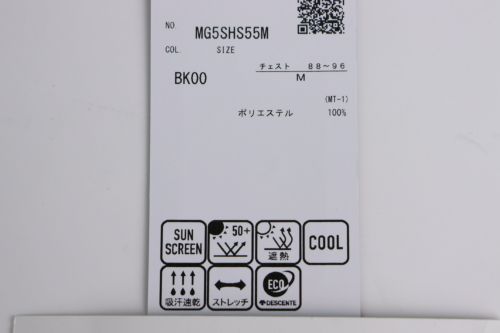 NO MG5SHS55M
COL. SIZE
チェスト 88〜96
BK00 M
(MT-1)
ポリエステル 100%
SUN SCREEN
50+
遮熱
COOL
吸汗速乾
ストレッチ
ECO
DESCENTE